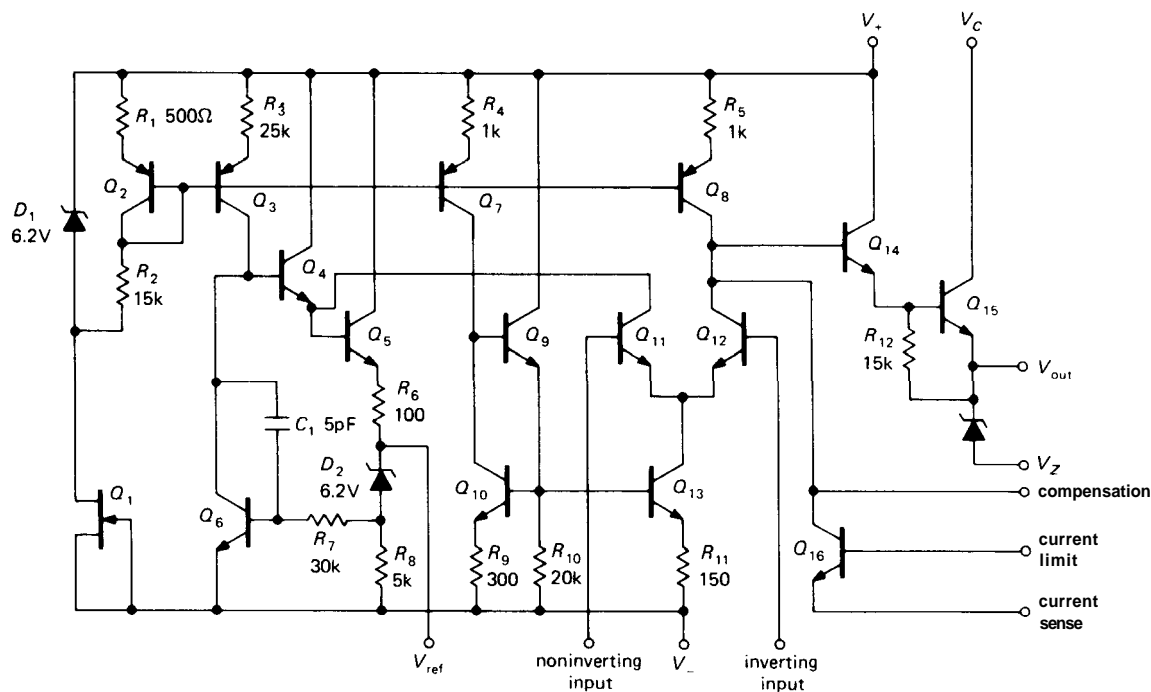 V+
VC
R1 500Ω
R3
25k
R4
1k
R5
1k
Q2
Q3
Q7
Q8
D1
6.2V
R2
15k
Q4
Q5
Q9
Q11
Q12
Q14
Q15
R12
15k
Vout
R6
100
C1 5pF
D2
6.2V
VZ
compensation
Q1
Q6
R7
30k
R8
5k
Q10
R9
300
R10
20k
Q13
R11
150
Q16
current
limit
current
sense
Vref
noninverting
input
V−
inverting
input